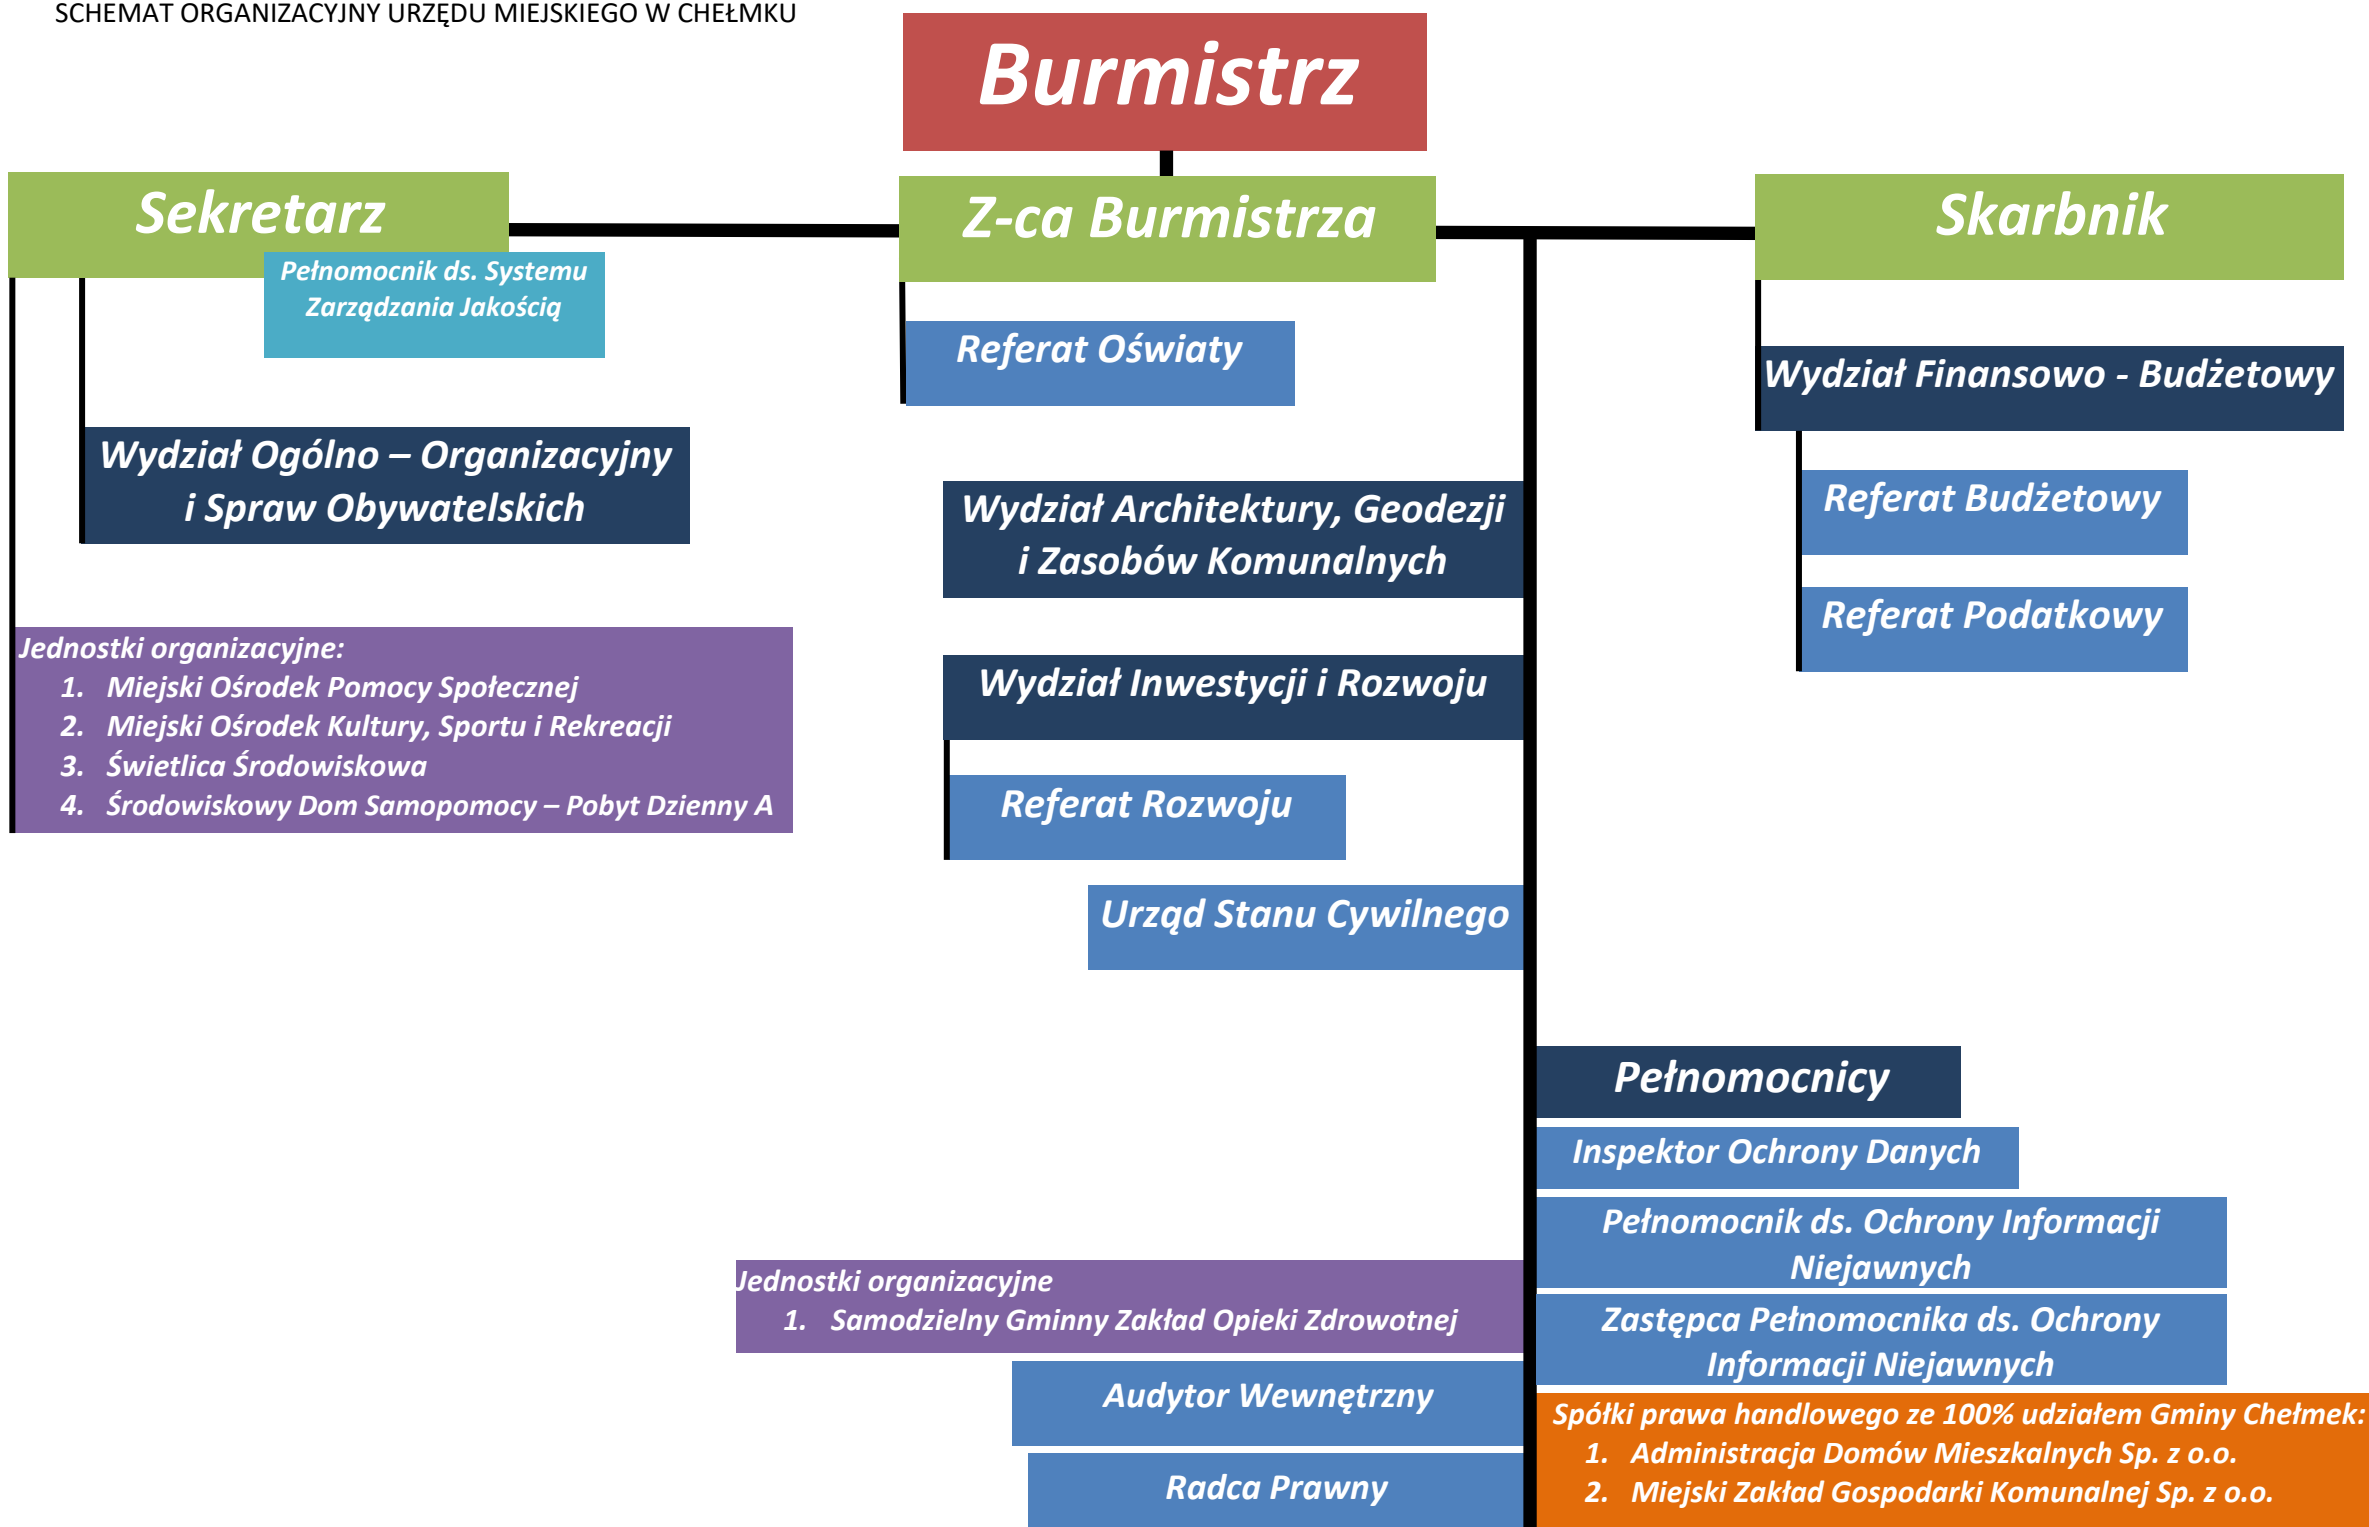 SCHEMAT ORGANIZACYJNY URZĘDU MIEJSKIEGO W CHEŁMKU
Burmistrz
Sekretarz
Z-ca Burmistrza
Skarbnik
Pełnomocnik ds. Systemu
Zarządzania Jakością
Referat Oświaty
Wydział Finansowo - Budżetowy
Wydział Ogólno – Organizacyjny
i Spraw Obywatelskich
Wydział Architektury, Geodezji
i Zasobów Komunalnych
Referat Budżetowy
Referat Podatkowy
Jednostki organizacyjne:
1. Miejski Ośrodek Pomocy Społecznej
2. Miejski Ośrodek Kultury, Sportu i Rekreacji
3. Świetlica Środowiskowa
4. Środowiskowy Dom Samopomocy – Pobyt Dzienny A
Wydział Inwestycji i Rozwoju
Referat Rozwoju
Urząd Stanu Cywilnego
Pełnomocnicy
Inspektor Ochrony Danych
Pełnomocnik ds. Ochrony Informacji
Niejawnych
Zastępca Pełnomocnika ds. Ochrony
Informacji Niejawnych
Jednostki organizacyjne
1. Samodzielny Gminny Zakład Opieki Zdrowotnej
Audytor Wewnętrzny
Radca Prawny
Spółki prawa handlowego ze 100% udziałem Gminy Chełmek:
1. Administracja Domów Mieszkalnych Sp. z o.o.
2. Miejski Zakład Gospodarki Komunalnej Sp. z o.o.